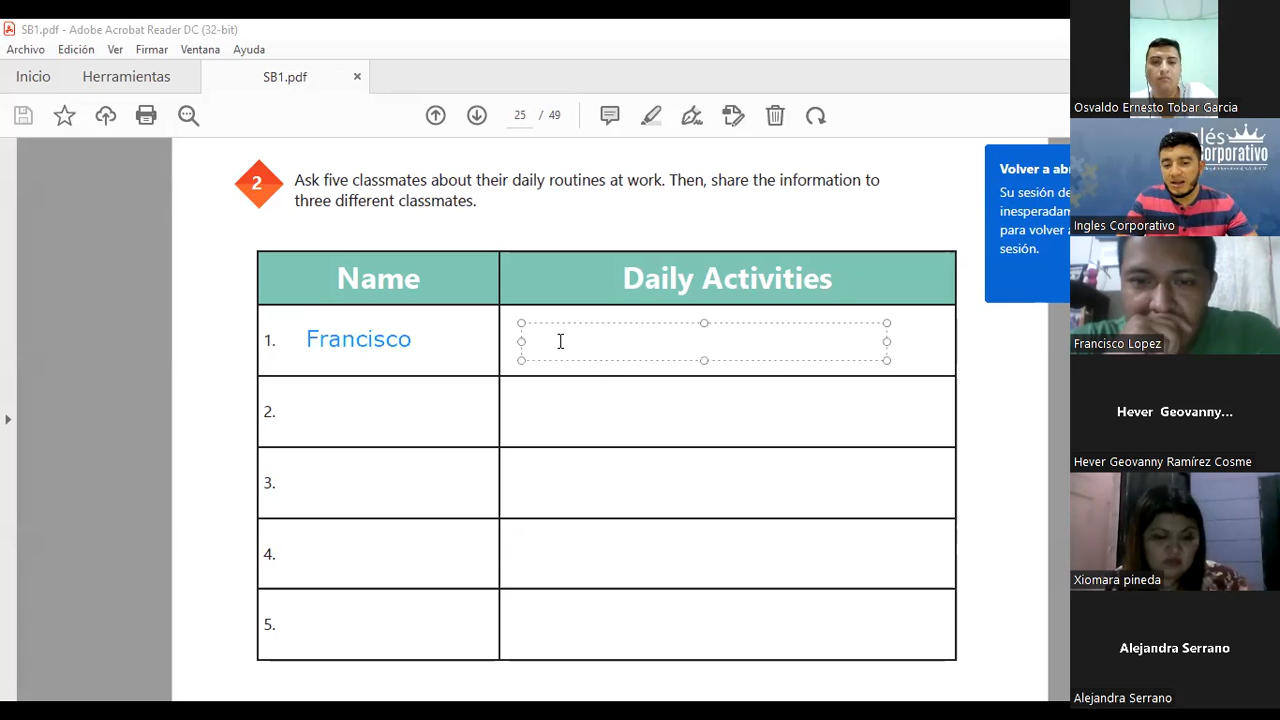 SB1.pdf - Adobe Acrobat Reader DC (32-bit)
Archivo Edición Ver Firmar Ventana Ayuda
Inicio Herramientas SB1.pdf ×
25 / 49
2 Ask five classmates about their daily routines at work. Then, share the information to
three different classmates.
Name Daily Activities
1. Francisco
2.
3.
4.
5.
Volver a ab
Su sesión de
inesperadam
para volver a
sesión.
Osvaldo Ernesto Tobar Garcia
Inglés
Corporativo
Ingles Corporativo
Francisco Lopez
Hever Geovanny...
Hever Geovanny Ramírez Cosme
Xiomara pineda
Alejandra Serrano
Alejandra Serrano